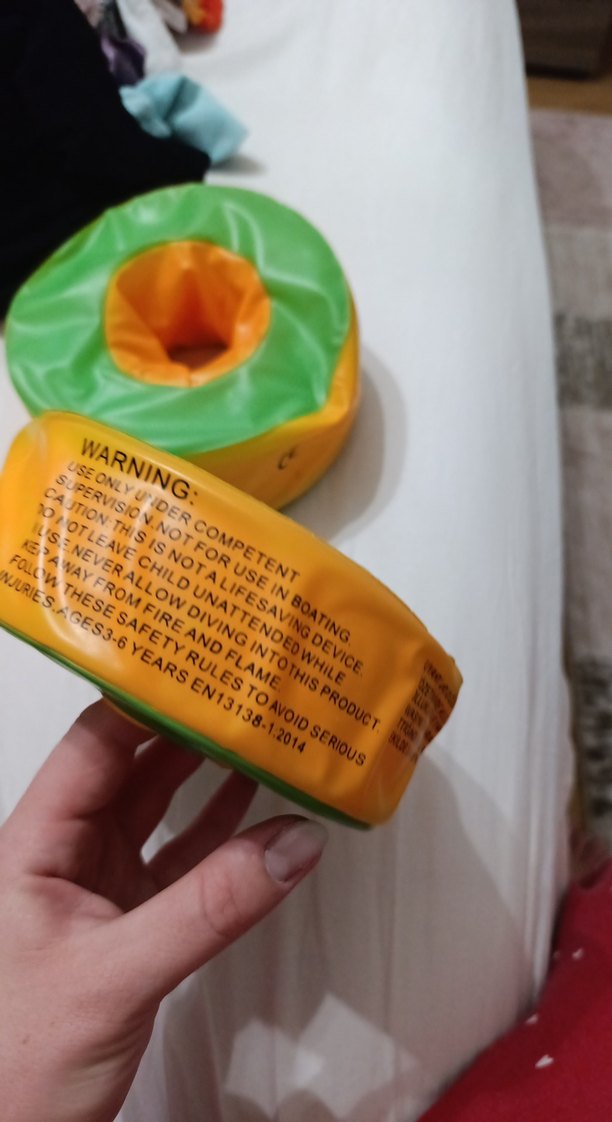 CE
WARNING:
USE ONLY UNDER COMPETENT
SUPERVISION. NOT FOR USE IN BOATING.
CAUTION: THIS IS NOT A LIFESAVING DEVICE.
DO NOT LEAVE CHILD UNATTENDED WHILE
IUSE. NEVER ALLOW DIVING INTO THIS PRODUCT.
KEEP AWAY FROM FIRE AND FLAME.
FOLLOW THESE SAFETY RULES TO AVOID SERIOUS
INJURIES. AGES3-6 YEARS EN13138-1:2014